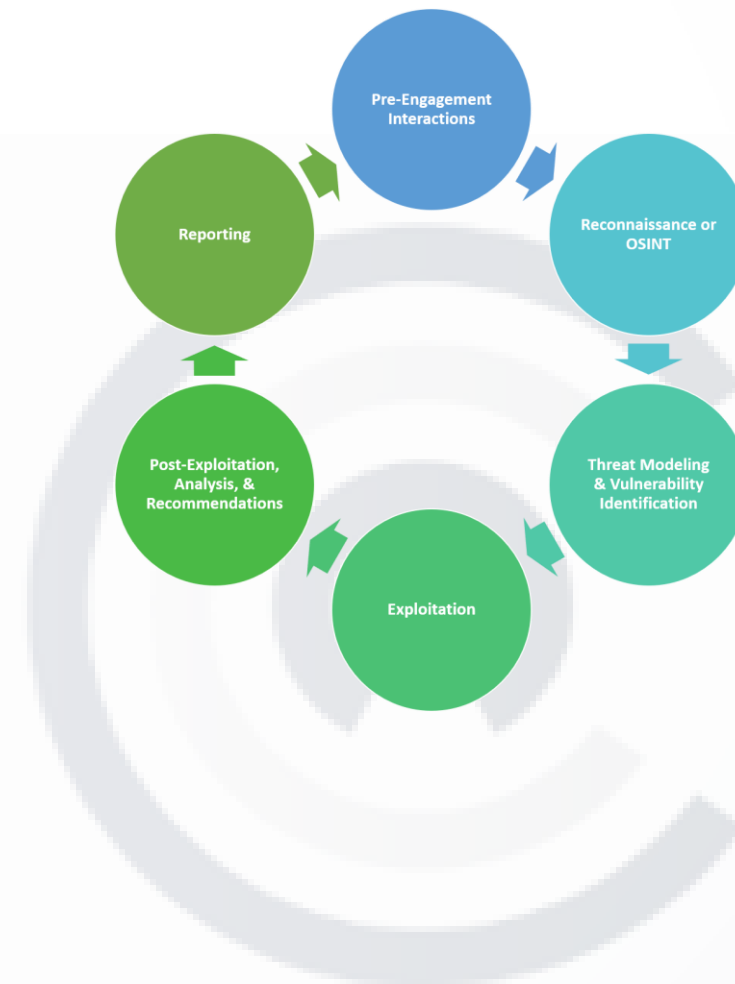 Pre-Engagement
Interactions
Reconnaissance or
OSINT
Threat Modeling
& Vulnerability
Identification
Exploitation
Post-Exploitation,
Analysis, &
Recommendations
Reporting